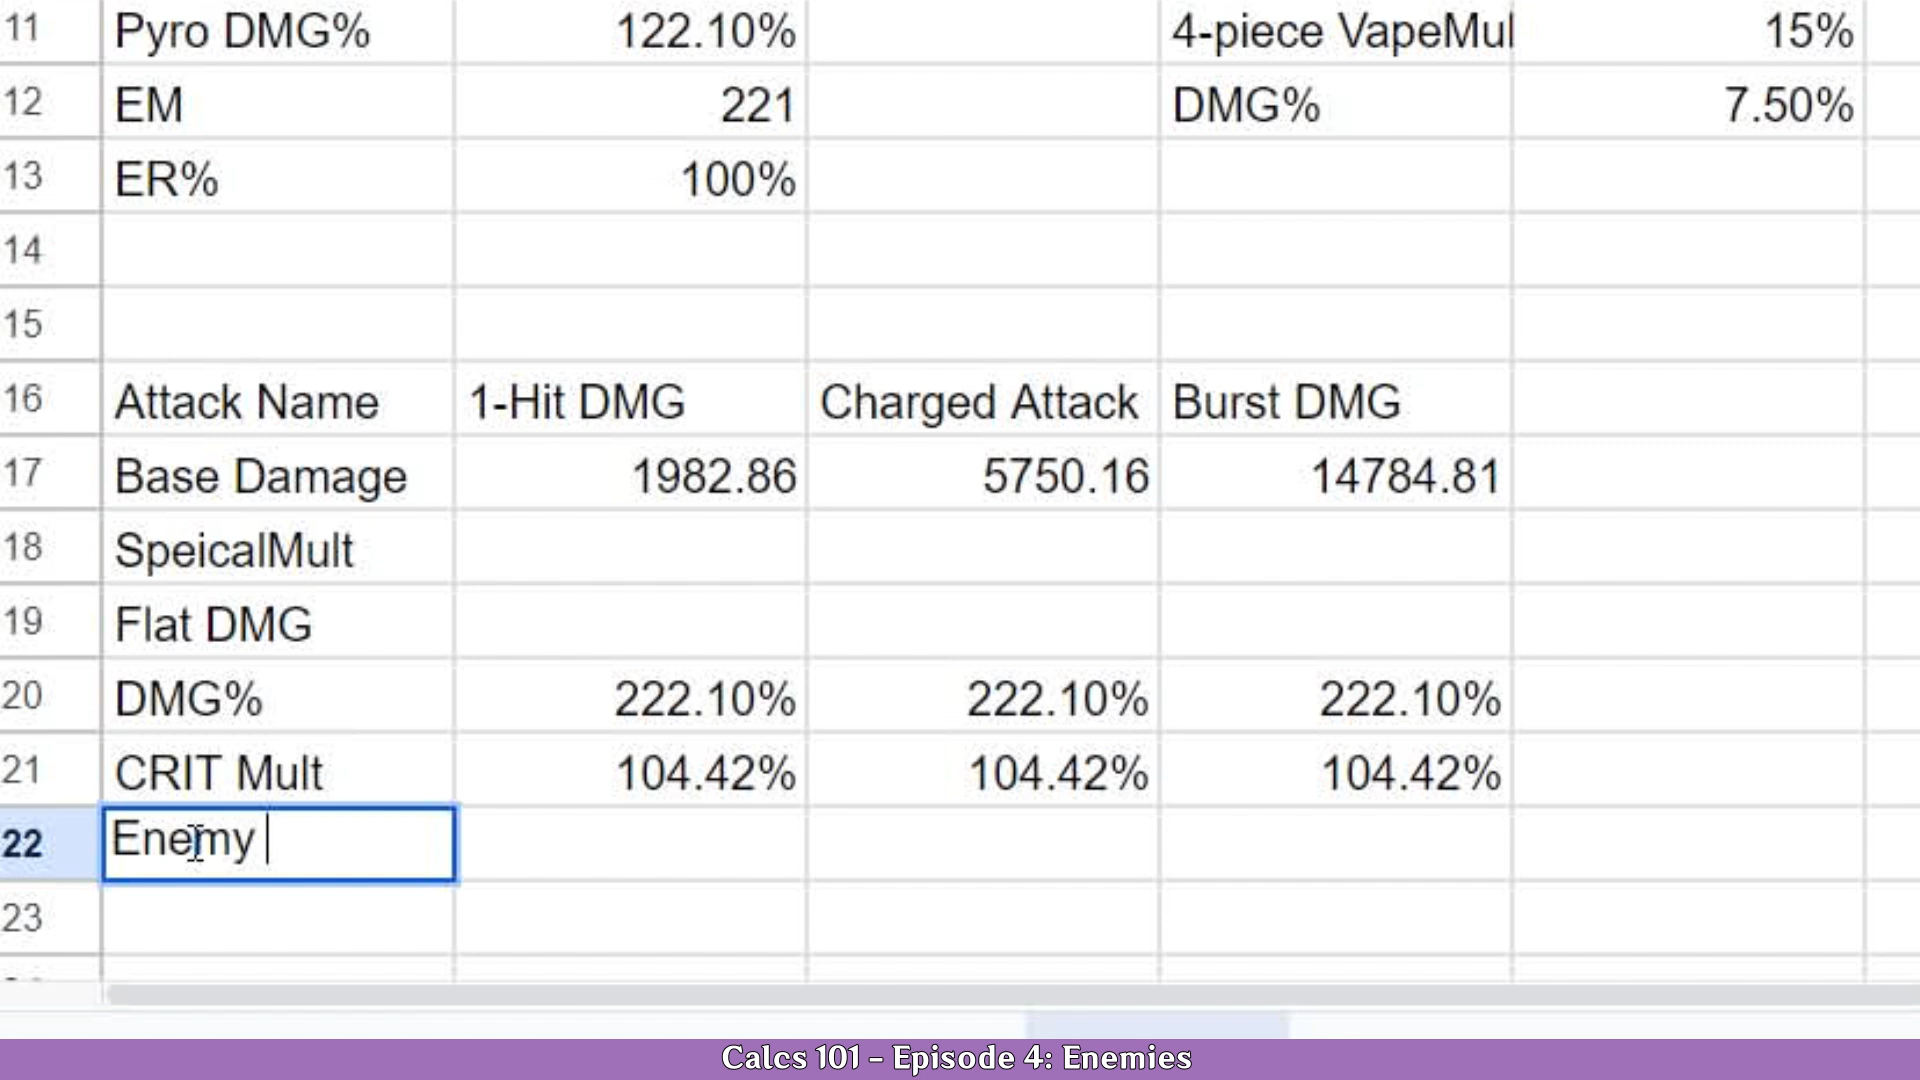 11 Pyro DMG% 122.10% 4-piece VapeMul 15%
12 EM 221 DMG% 7.50%
13 ER% 100%
14
15
16 Attack Name 1-Hit DMG Charged Attack Burst DMG
17 Base Damage 1982.86 5750.16 14784.81
18 SpeicalMult
19 Flat DMG
20 DMG% 222.10% 222.10% 222.10%
21 CRIT Mult 104.42% 104.42% 104.42%
22 Enemy
23
Calcs 101 - Episode 4: Enemies